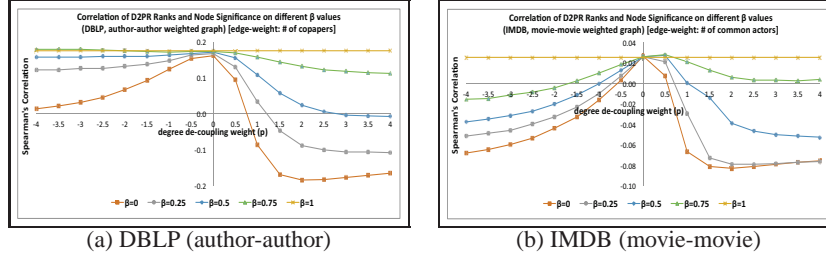 Correlation of D2PR Ranks and Node Significance on different β values
(DBLP, author-author weighted graph) [edge-weight: # of copapers]
Spearman's Correlation
0.2
0.1
0.0
-0.1
-0.2
-4 -3.5 -3 -2.5 -2 -1.5 -1 -0.5 0 0.5 1 1.5 2 2.5 3 3.5 4
degree de-coupling weight (p)
β=0 β=0.25 β=0.5 β=0.75 β=1
(a) DBLP (author-author)
Correlation of D2PR Ranks and Node Significance on different β values
(IMDB, movie-movie weighted graph) [edge-weight: # of common actors]
Spearman's Correlation
0.04
0.02
0.00
-0.02
-0.04
-0.06
-0.08
-0.10
-4 -3.5 -3 -2.5 -2 -1.5 -1 -0.5 0 0.5 1 1.5 2 2.5 3 3.5 4
degree de-coupling weight (p)
β=0 β=0.25 β=0.5 β=0.75 β=1
(b) IMDB (movie-movie)